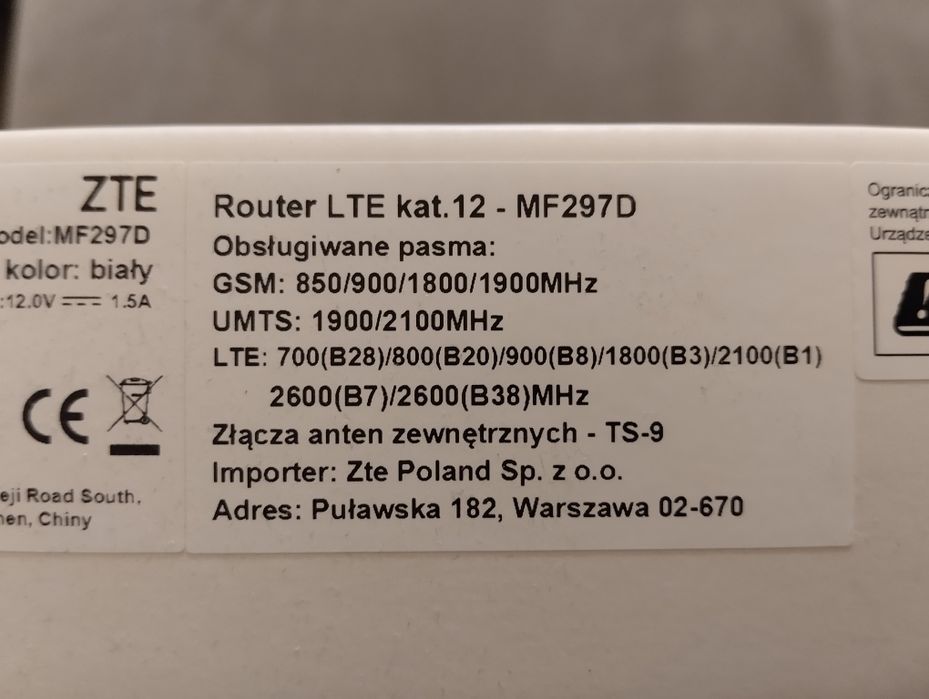 ZTE
odel:MF297D
kolor: biały
:12.0V 1.5A
CE
eji Road South,
en, Chiny
Router LTE kat.12 - MF297D
Obsługiwane pasma:
GSM: 850/900/1800/1900MHz
UMTS: 1900/2100MHz
LTE: 700(B28)/800(B20)/900(B8)/1800(B3)/2100(B1)
2600(B7)/2600(B38)MHz
Złącza anten zewnętrznych - TS-9
Importer: Zte Poland Sp. z o.o.
Adres: Puławska 182, Warszawa 02-670
Ogranic
zewnątr
Urządze